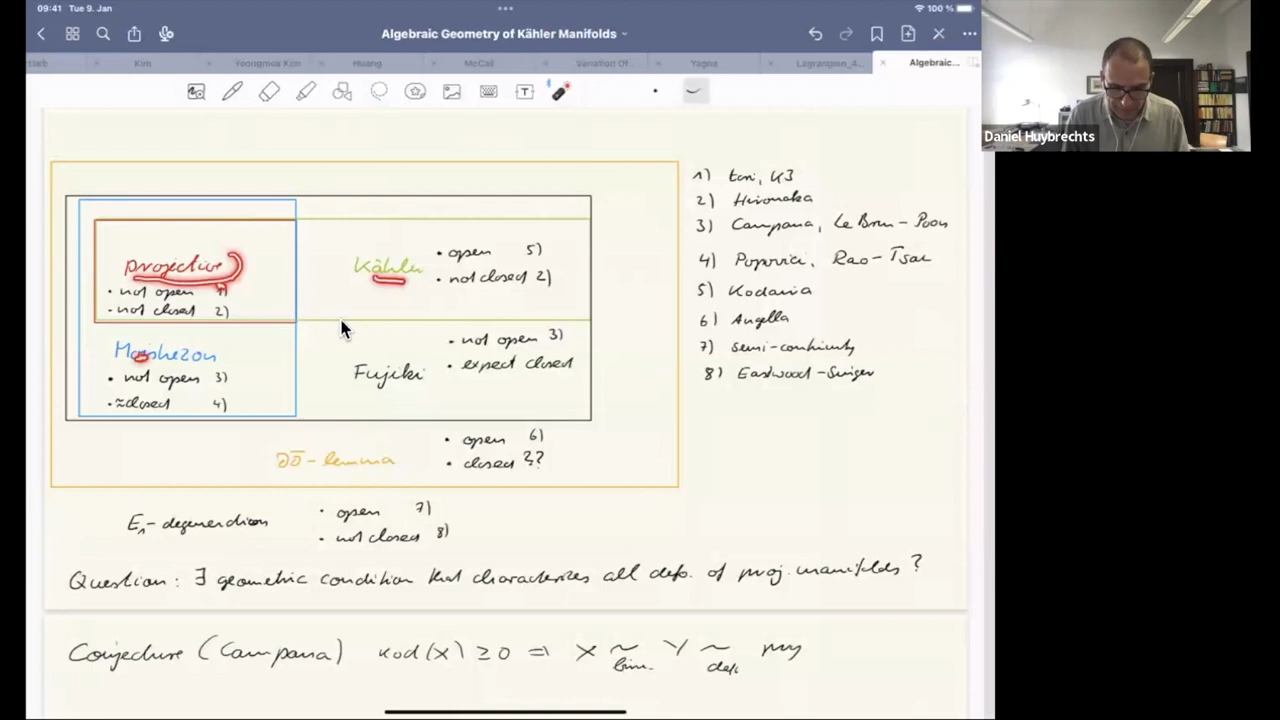 09:41 Tue 9. Jan
100 %
Algebraic Geometry of Kähler Manifolds
Kim
Yeongmoa Kim
Huang
McCall
Variation Of...
Yagna
Lagrangian_4...
Algebraic...
Daniel Huybrechts
projective
• not open 1)
• not closed 2)
Kähler
• open 5)
• not closed 2)
Moishezon
• not open 3)
• ≈closed 4)
Fujiki
• not open 3)
• expect closed
∂∂̄-lemma
• open 6)
• closed ??
E₁-degeneration
• open 7)
• not closed 8)
1) tori, K3
2) Hironaka
3) Campana, Le Brun-Poon
4) Popovici, Rao-Tsai
5) Kodaira
6) Angella
7) semi-continuity
8) Eastwood-Singer
Question: ∃ geometric condition that characterizes all defo. of proj. manifolds?
Conjecture (Campana) kod(X) ≥ 0 ⇒ X ~ bim. Y ~ def.